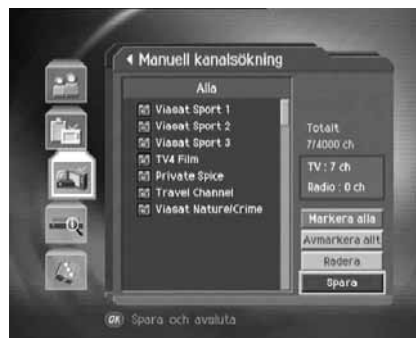 Manuell kanalsökning
Alla
Viasat Sport 1
Viasat Sport 2
Viasat Sport 3
TV4 Film
Private Spice
Travel Channel
Viasat Nature/Crime
Totalt
7/4000 ch
TV : 7 ch
Radio : 0 ch
Markera alla
Avmarkera allt
Radera
Spara
OK Spara och avsluta